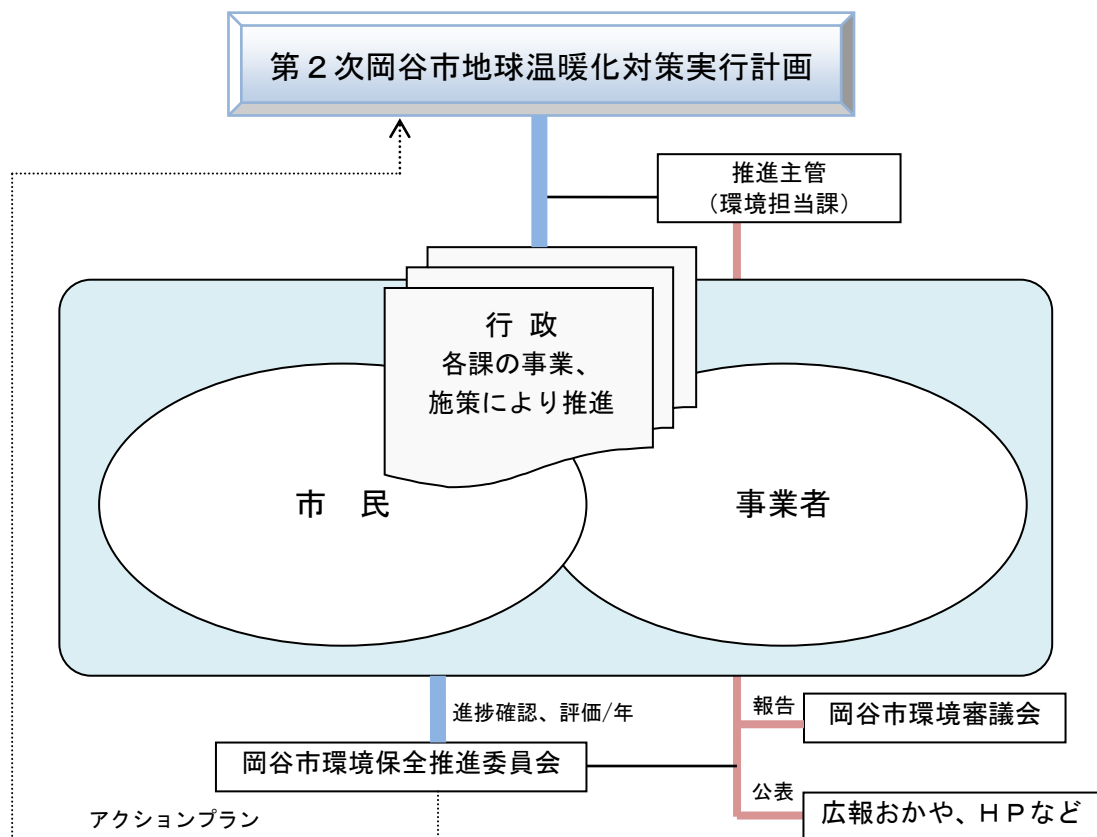 第２次岡谷市地球温暖化対策実行計画
推進主管
（環境担当課）
行 政
各課の事業、
施策により推進
市　民
事業者
進捗確認、評価/年
報告
岡谷市環境審議会
岡谷市環境保全推進委員会
公表
広報おかや、ＨＰなど
アクションプラン